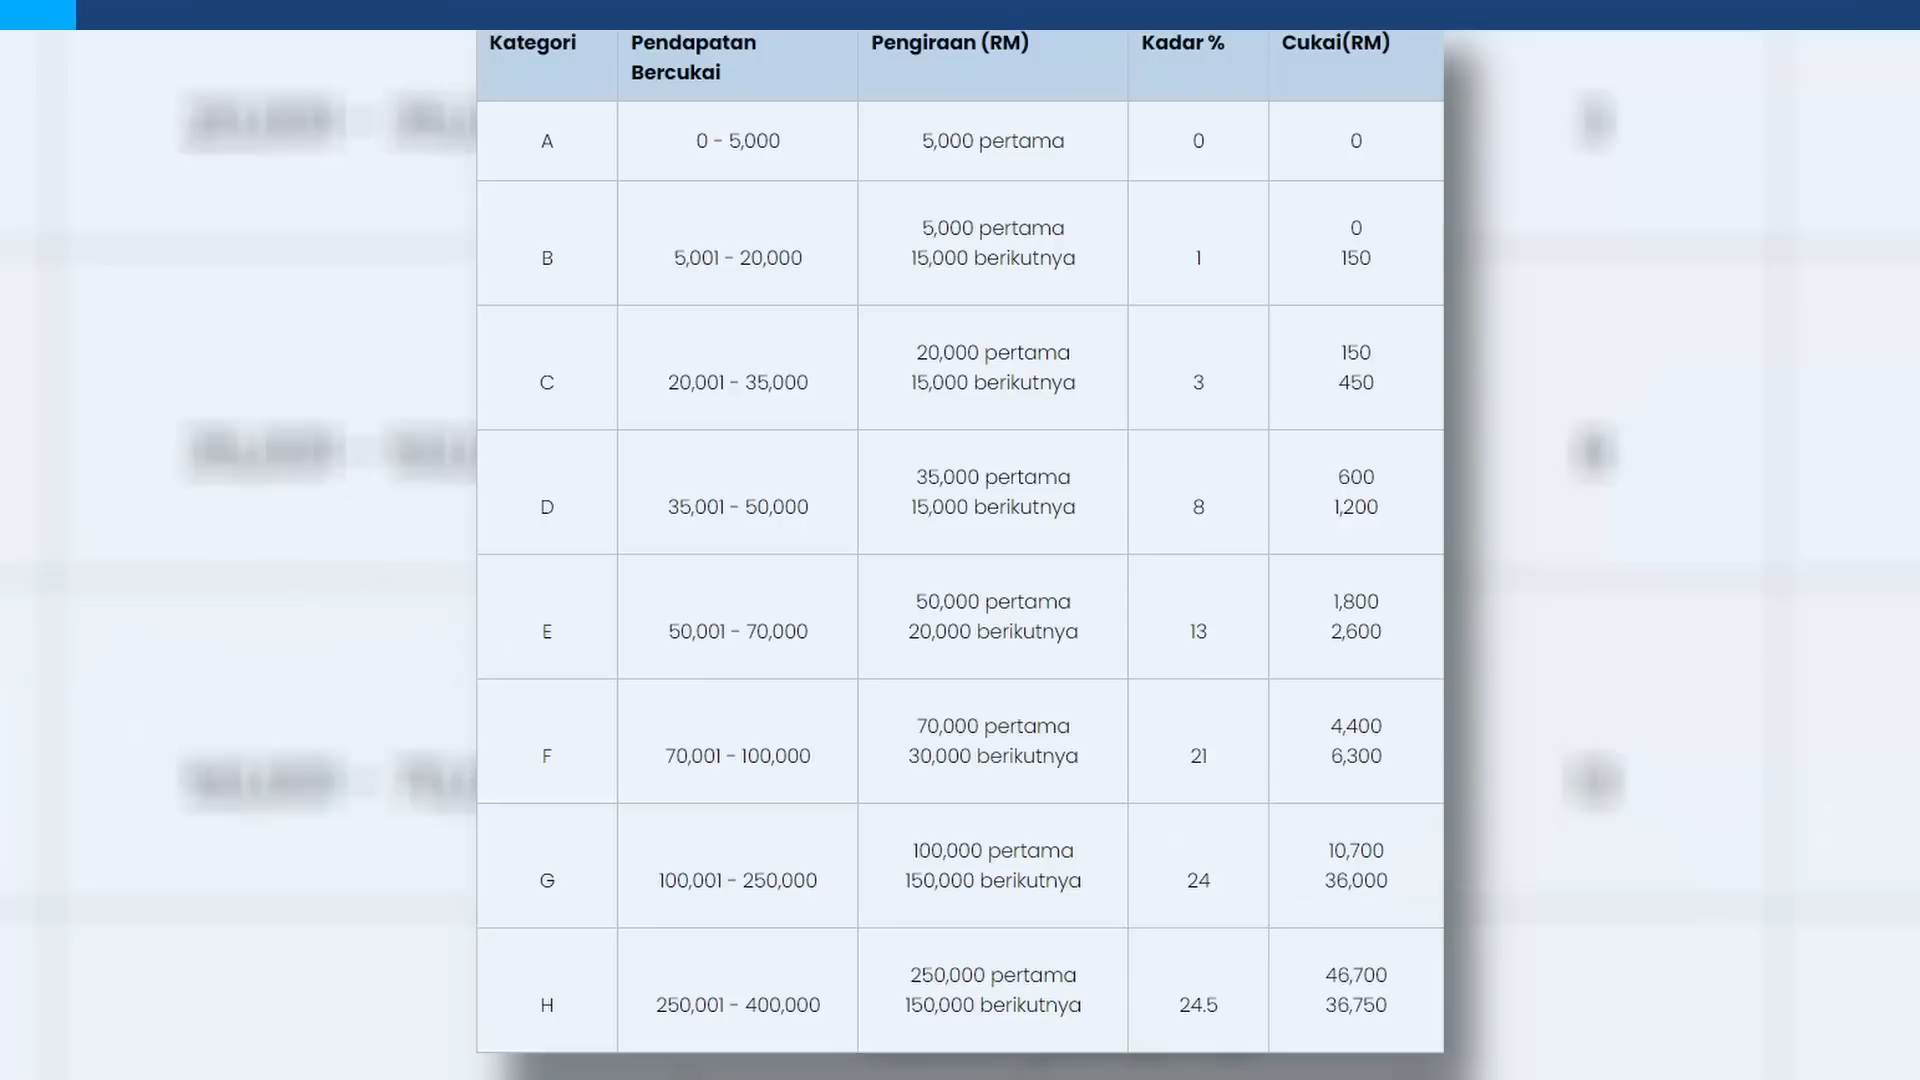 Kategori Pendapatan Bercukai Pengiraan (RM) Kadar % Cukai(RM)
A 0 - 5,000 5,000 pertama 0 0
5,000 pertama 0
B 5,001 - 20,000 15,000 berikutnya 1 150
20,000 pertama 150
C 20,001 - 35,000 15,000 berikutnya 3 450
35,000 pertama 600
D 35,001 - 50,000 15,000 berikutnya 8 1,200
50,000 pertama 1,800
E 50,001 - 70,000 20,000 berikutnya 13 2,600
70,000 pertama 4,400
F 70,001 - 100,000 30,000 berikutnya 21 6,300
100,000 pertama 10,700
G 100,001 - 250,000 150,000 berikutnya 24 36,000
250,000 pertama 46,700
H 250,001 - 400,000 150,000 berikutnya 24.5 36,750